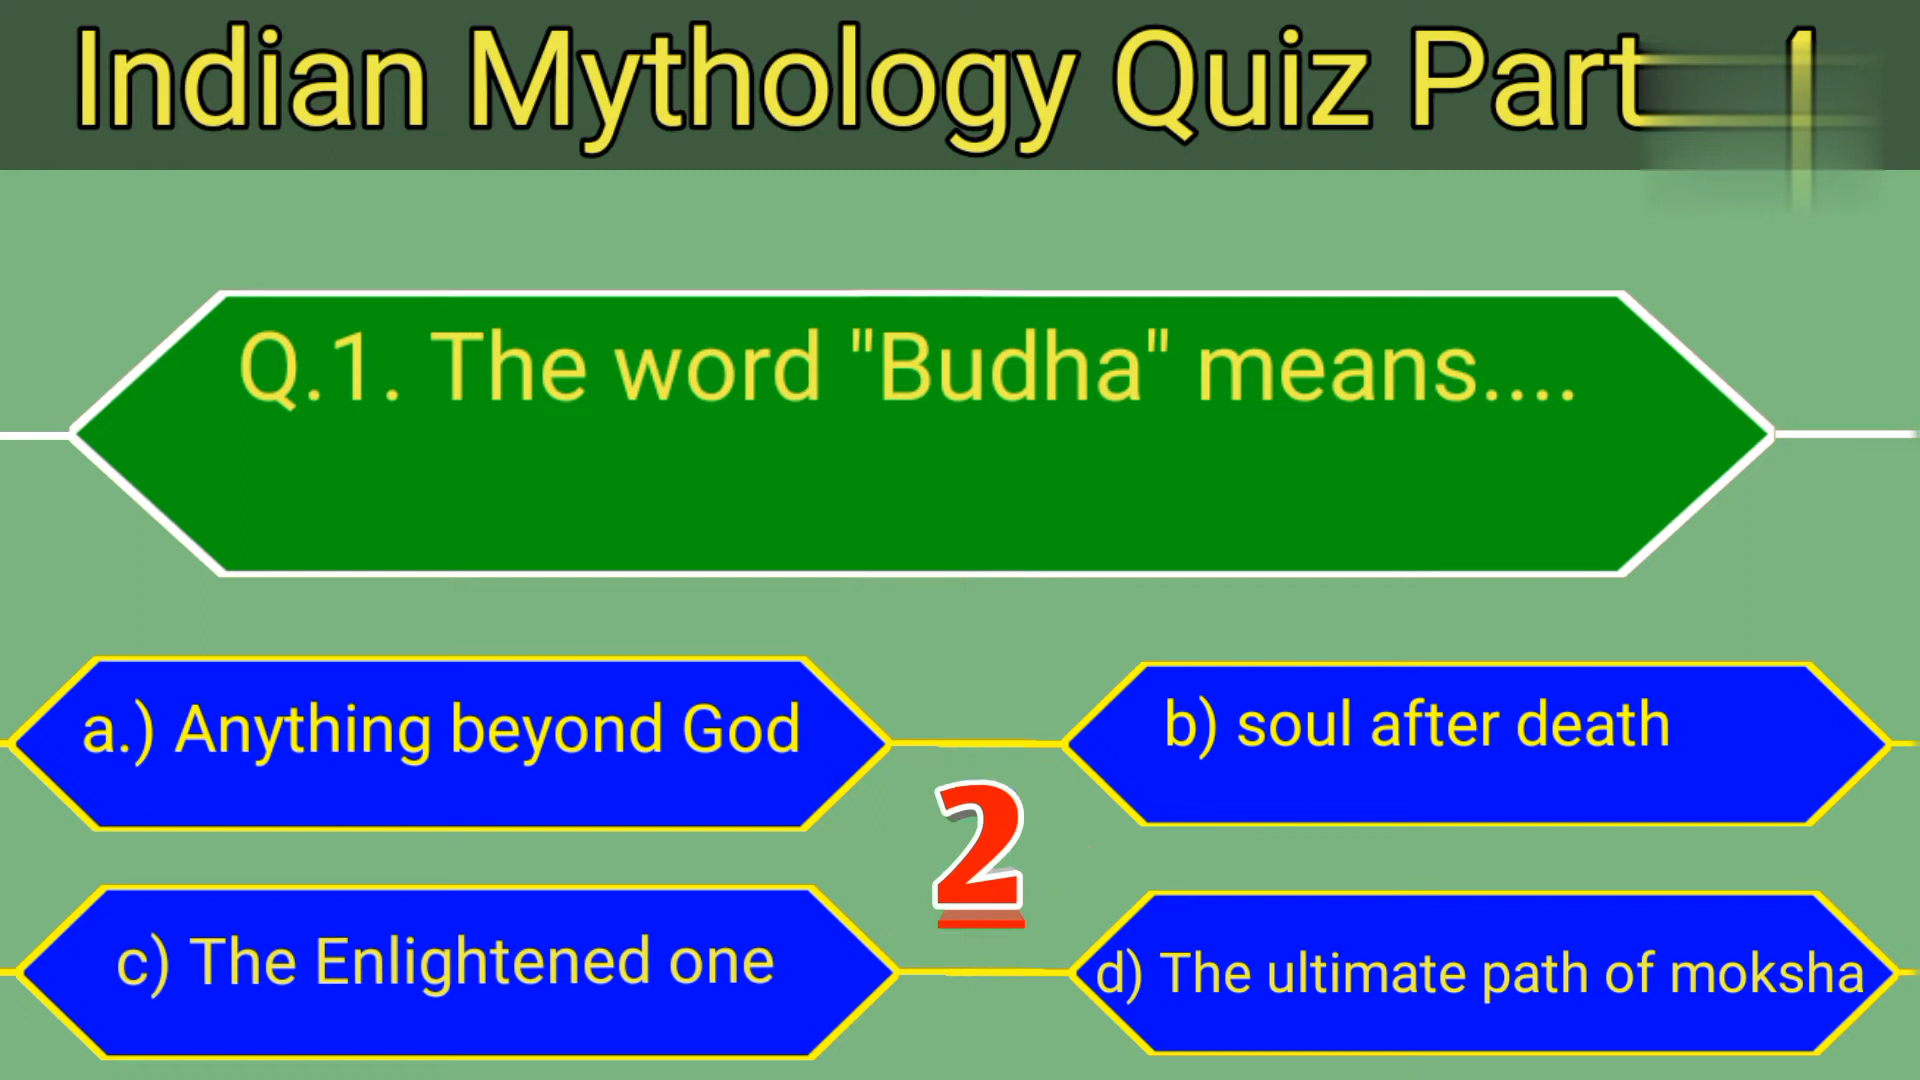 Indian Mythology Quiz Part 1
Q.1. The word "Budha" means....
a.) Anything beyond God
b) soul after death
2
c) The Enlightened one
d) The ultimate path of moksha